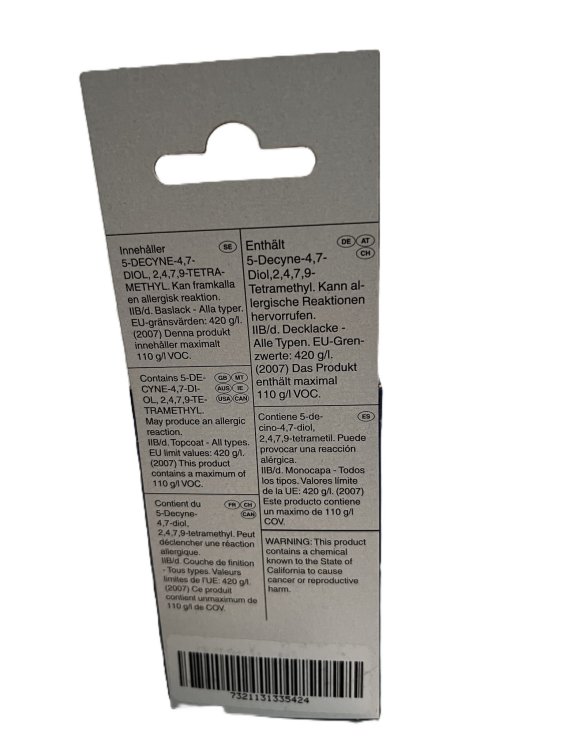 Innehåller SE
5-DECYNE-4,7-
DIOL, 2,4,7,9-TETRA-
METHYL. Kan framkalla
en allergisk reaktion.
IIB/d. Baslack - Alla typer.
EU-gränsvärden: 420 g/l.
(2007) Denna produkt
innehåller maximalt
110 g/l VOC.
Enthält DE AT
5-Decyne-4,7- CH
Diol,2,4,7,9-
Tetramethyl. Kann al-
lergische Reaktionen
hervorrufen.
IIB/d. Decklacke -
Alle Typen. EU-Gren-
zwerte: 420 g/l.
(2007) Das Produkt
enthält maximal
110 g/l VOC.
Contains 5-DE- GB MT
CYNE-4,7-DI- AUS IE
OL, 2,4,7,9-TE- USA CAN
TRAMETHYL.
May produce an allergic
reaction.
IIB/d. Topcoat - All types.
EU limit values: 420 g/l.
(2007) This product
contains a maximum of
110 g/l VOC.
Contiene 5-de- ES
cino-4,7-diol,
2,4,7,9-tetrametil. Puede
provocar una reacción
alérgica.
IIB/d. Monocapa - Todos
los tipos. Valores límite
de la UE: 420 g/l. (2007)
Este producto contiene
un maximo de 110 g/l
COV.
Contient du FR CH
5-Decyne- CAN
4,7-diol,
2,4,7,9-tetramethyl. Peut
déclencher une réaction
allergique.
IIB/d. Couche de finition
- Tous types. Valeurs
limites de l'UE: 420 g/l.
(2007) Ce produit
contient unmaximum de
110 g/l de COV.
WARNING: This product
contains a chemical
known to the State of
California to cause
cancer or reproductive
harm.
7321131335424